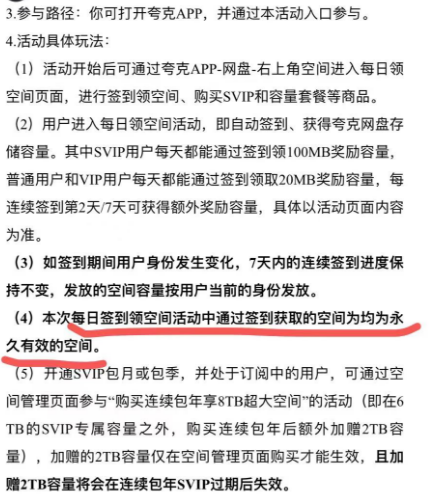 3.参与路径：你可打开夸克APP，并通过本活动入口参与。
4.活动具体玩法：
（1）活动开始后可通过夸克APP-网盘-右上角空间进入每日领
空间页面，进行签到领空间、购买SVIP和容量套餐等商品。
（2）用户进入每日领空间活动，即自动签到、获得夸克网盘存
储容量。其中SVIP用户每天都能通过签到领100MB奖励容量，
普通用户和VIP用户每天都能通过签到领取20MB奖励容量，每
连续签到第2天/7天可获得额外奖励容量，具体以活动页面内容
为准。
（3）如签到期间用户身份发生变化，7天内的连续签到进度保
持不变，发放的空间容量按用户当前的身份发放。
（4）本次每日签到领空间活动中通过签到获取的空间为均为永
久有效的空间。
（5）开通SVIP包月或包季，并处于订阅中的用户，可通过空
间管理页面参与“购买连续包年享8TB超大空间”的活动（即在6
TB的SVIP专属容量之外，购买连续包年后额外加赠2TB容
量），加赠的2TB容量仅在空间管理页面购买才能生效，且加
赠2TB容量将会在连续包年SVIP过期后失效。